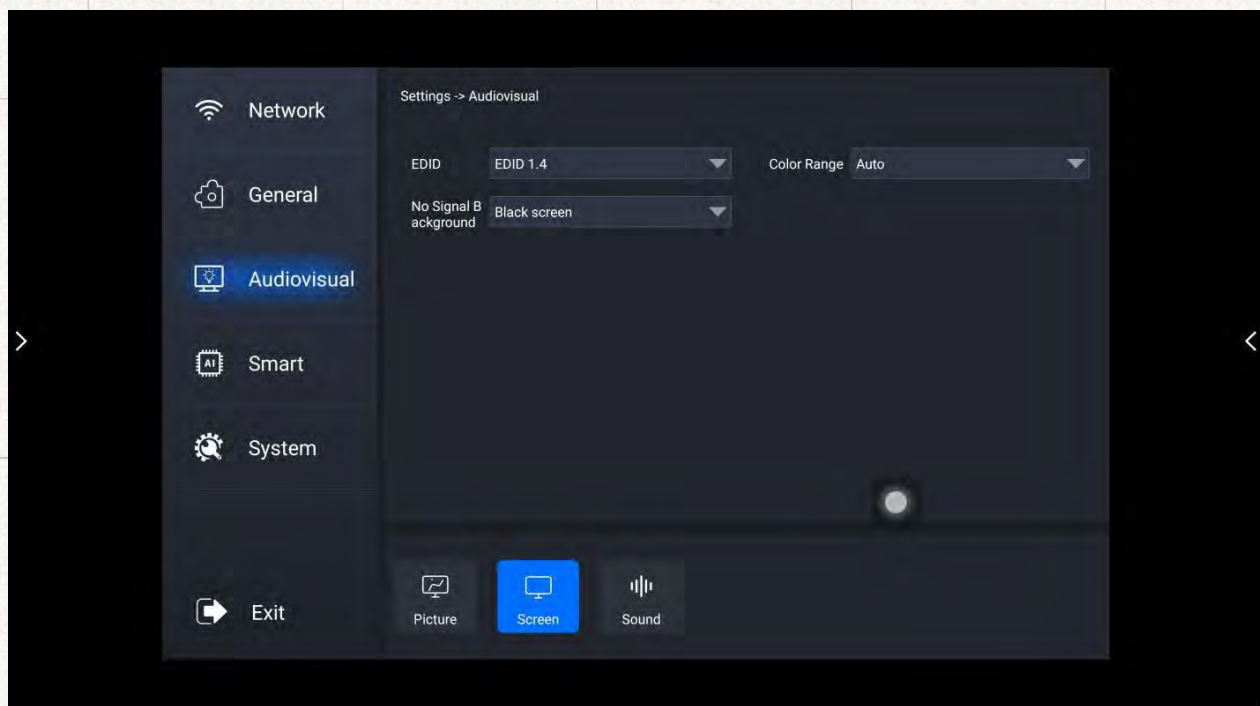 Network
General
Audiovisual
AI
Smart
System
Exit
Settings -> Audiovisual
EDID
EDID 1.4
Color Range
Auto
No Signal B
ackground
Black screen
Picture
Screen
Sound